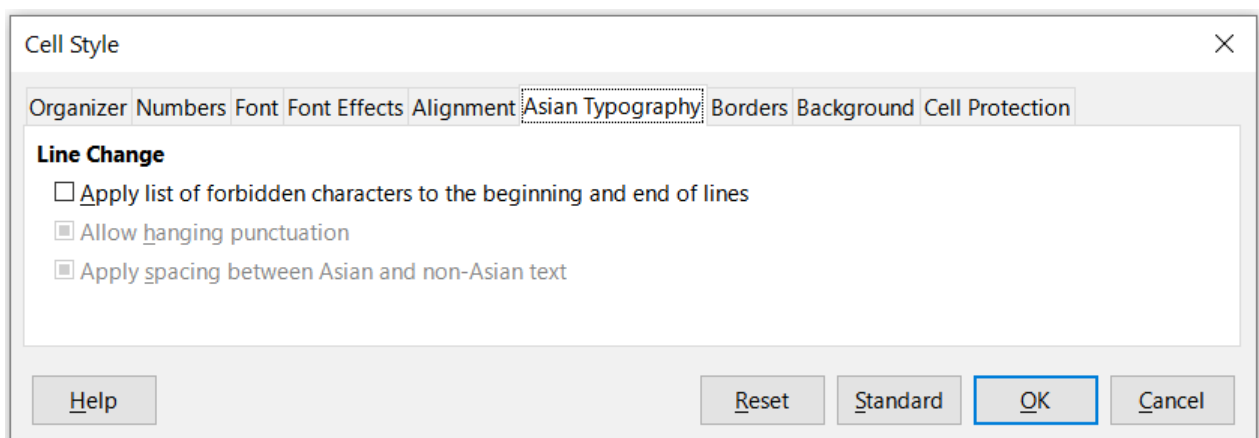 Cell Style
Organizer Numbers Font Font Effects Alignment Asian Typography Borders Background Cell Protection
Line Change
Apply list of forbidden characters to the beginning and end of lines
Allow hanging punctuation
Apply spacing between Asian and non-Asian text
Help Reset Standard OK Cancel